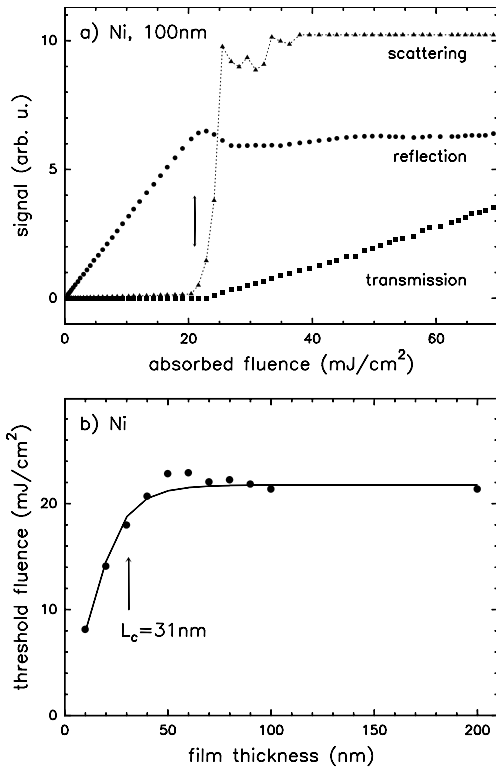 a) Ni, 100nm
scattering
reflection
transmission
signal (arb. u.)
0
5
10
0
20
40
60
absorbed fluence (mJ/cm²)
b) Ni
L_c=31nm
threshold fluence (mJ/cm²)
0
10
20
0
50
100
150
200
film thickness (nm)